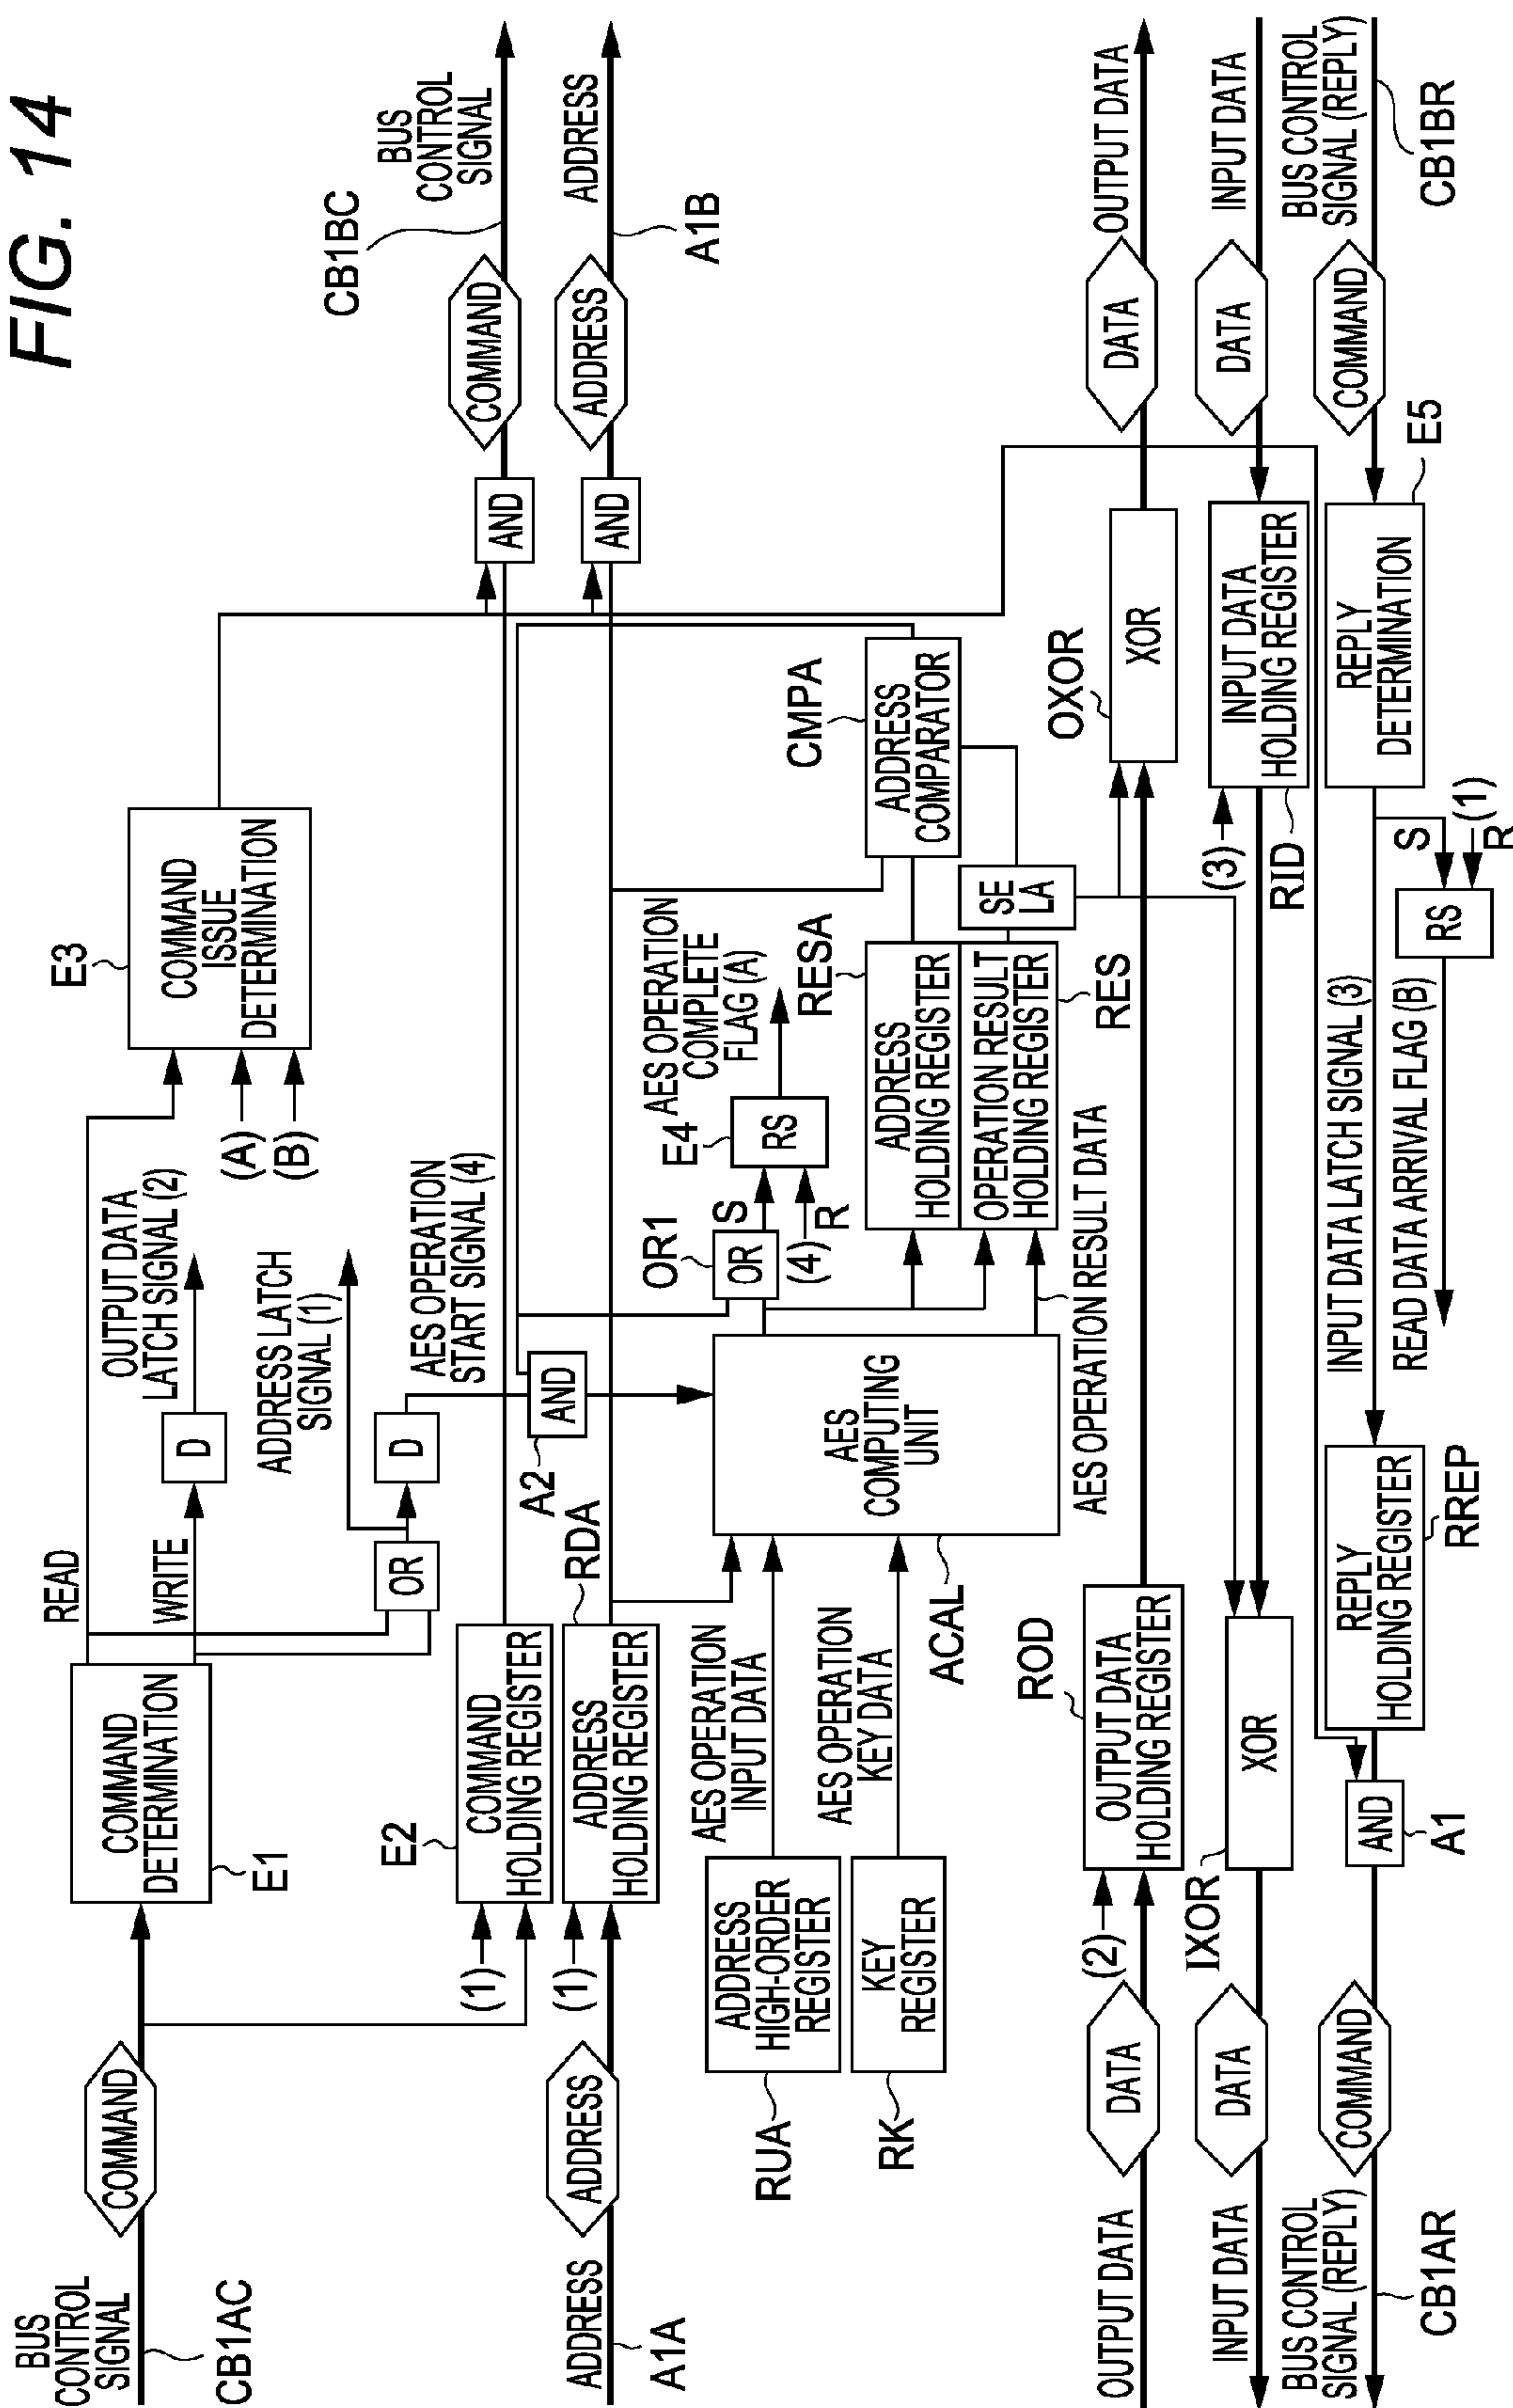 FIG. 14
BUS
CONTROL
SIGNAL
CB1AC
COMMAND
COMMAND
DETERMINATION
E1
READ
WRITE
OR
D
OUTPUT DATA
LATCH SIGNAL (2)
ADDRESS LATCH
SIGNAL (1)
D
AES OPERATION
START SIGNAL (4)
(A)
(B)
E3
COMMAND
ISSUE
DETERMINATION
(1)
E2
COMMAND
HOLDING REGISTER
AND
COMMAND
CB1BC
BUS
CONTROL
SIGNAL
ADDRESS
A1A
ADDRESS
(1)
ADDRESS
HOLDING REGISTER
RDA
A2
AND
AND
ADDRESS
A1B
ADDRESS
RUA
ADDRESS
HIGH-ORDER
REGISTER
AES OPERATION
INPUT DATA
RK
KEY
REGISTER
AES OPERATION
KEY DATA
ACAL
AES
COMPUTING
UNIT
OR1
OR
S
(4)
R
E4
RS
AES OPERATION
COMPLETE
FLAG (A)
RESA
ADDRESS
HOLDING REGISTER
OPERATION RESULT
HOLDING REGISTER
RES
AES OPERATION RESULT DATA
CMPA
ADDRESS
COMPARATOR
SE
LA
OUTPUT DATA
DATA
(2)
ROD
OUTPUT DATA
HOLDING REGISTER
OXOR
XOR
DATA
OUTPUT DATA
INPUT DATA
DATA
IXOR
XOR
(3)
RID
INPUT DATA
HOLDING REGISTER
DATA
INPUT DATA
BUS CONTROL
SIGNAL (REPLY)
CB1AR
COMMAND
AND
A1
REPLY
HOLDING REGISTER
RREP
INPUT DATA LATCH SIGNAL (3)
READ DATA ARRIVAL FLAG (B)
RS
S
(1)
R
REPLY
DETERMINATION
E5
COMMAND
BUS CONTROL
SIGNAL (REPLY)
CB1BR